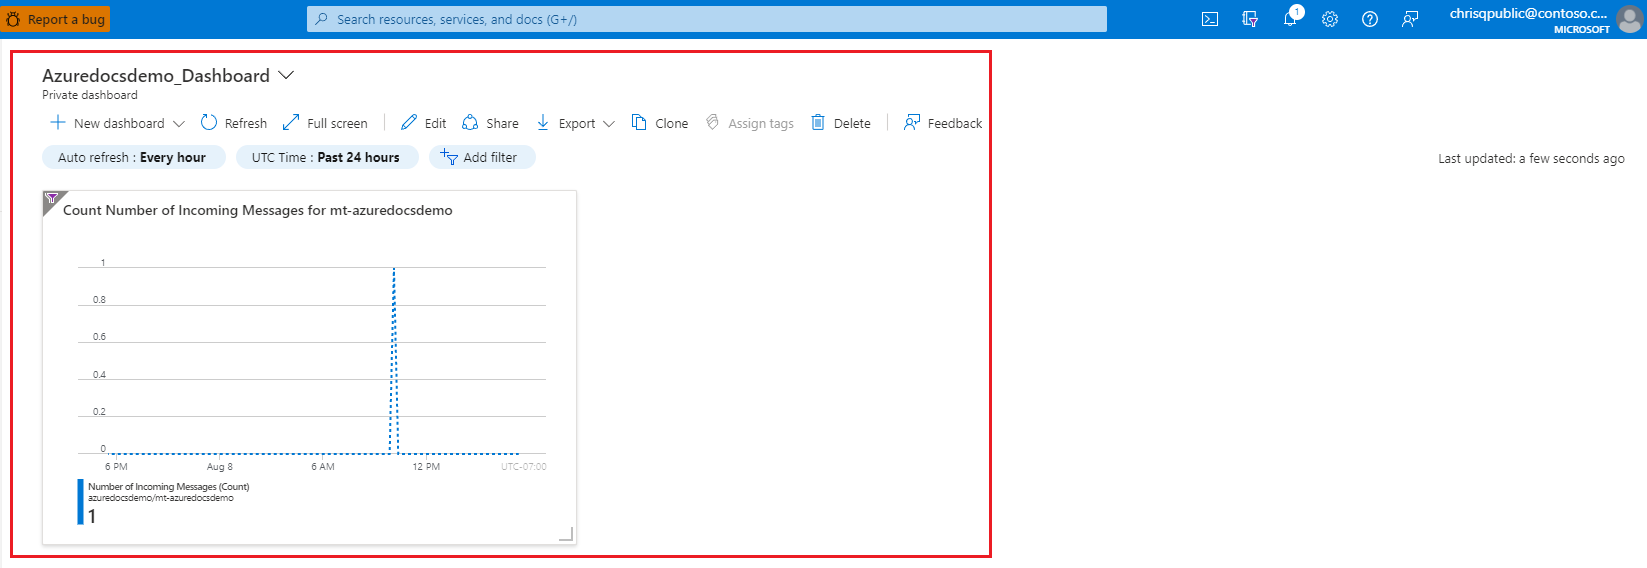 Report a bug
Search resources, services, and docs (G+/)
1
chrisqpublic@contoso.c...
MICROSOFT
Azuredocsdemo_Dashboard
Private dashboard
New dashboard Refresh Full screen Edit Share Export Clone Assign tags Delete Feedback
Auto refresh : Every hour UTC Time : Past 24 hours Add filter
Last updated: a few seconds ago
Count Number of Incoming Messages for mt-azuredocsdemo
1
0.8
0.6
0.4
0.2
0
6 PM Aug 8 6 AM 12 PM UTC-07:00
Number of Incoming Messages (Count)
azuredocsdemo/mt-azuredocsdemo
1